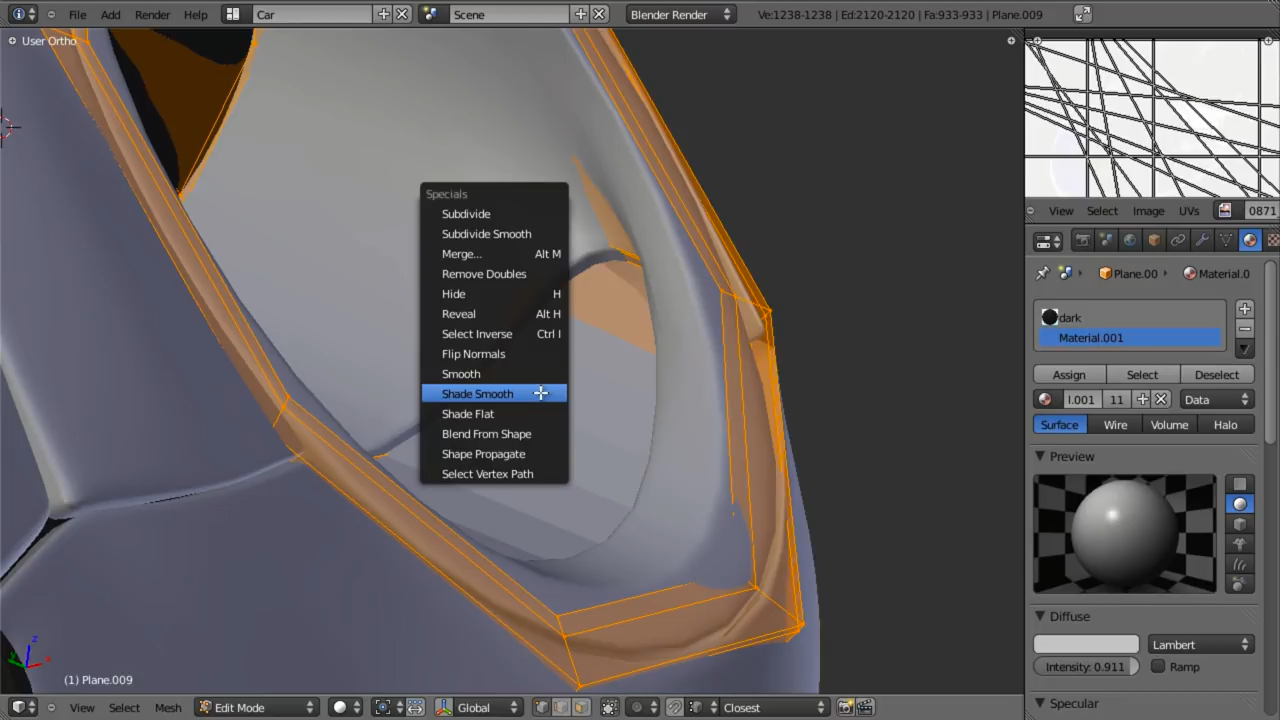 File Add Render Help Car Scene Blender Render Ve:1238-1238 | Ed:2120-2120 | Fa:933-933 | Plane.009
User Ortho
Specials
Subdivide
Subdivide Smooth
Merge... Alt M
Remove Doubles
Hide H
Reveal Alt H
Select Inverse Ctrl I
Flip Normals
Smooth
Shade Smooth
Shade Flat
Blend From Shape
Shape Propagate
Select Vertex Path
z
x
(1) Plane.009
View Select Mesh Edit Mode Global Closest
View Select Image UVs 0871
Plane.00 Material.0
dark
Material.001
Assign Select Deselect
l.001 11 Data
Surface Wire Volume Halo
Preview
Diffuse
Lambert
Intensity: 0.911 Ramp
Specular